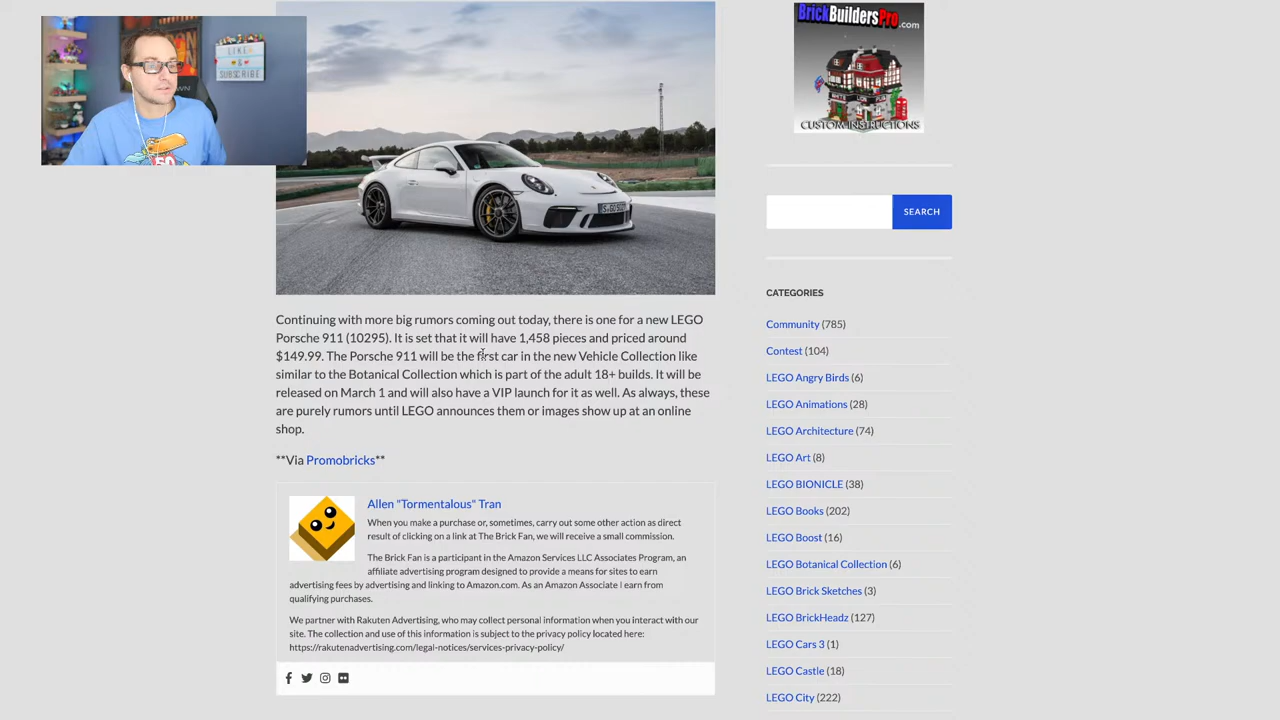 LIKE
&
SUBSCRIBE
50
BrickBuildersPro.com
WHITE LION PUB
CUSTOM INSTRUCTIONS
SEARCH
Continuing with more big rumors coming out today, there is one for a new LEGO
Porsche 911 (10295). It is set that it will have 1,458 pieces and priced around
$149.99. The Porsche 911 will be the first car in the new Vehicle Collection like
similar to the Botanical Collection which is part of the adult 18+ builds. It will be
released on March 1 and will also have a VIP launch for it as well. As always, these
are purely rumors until LEGO announces them or images show up at an online
shop.
**Via Promobricks**
Allen "Tormentalous" Tran
When you make a purchase or, sometimes, carry out some other action as direct
result of clicking on a link at The Brick Fan, we will receive a small commission.
The Brick Fan is a participant in the Amazon Services LLC Associates Program, an
affiliate advertising program designed to provide a means for sites to earn
advertising fees by advertising and linking to Amazon.com. As an Amazon Associate I earn from
qualifying purchases.
We partner with Rakuten Advertising, who may collect personal information when you interact with our
site. The collection and use of this information is subject to the privacy policy located here:
https://rakutenadvertising.com/legal-notices/services-privacy-policy/
CATEGORIES
Community (785)
Contest (104)
LEGO Angry Birds (6)
LEGO Animations (28)
LEGO Architecture (74)
LEGO Art (8)
LEGO BIONICLE (38)
LEGO Books (202)
LEGO Boost (16)
LEGO Botanical Collection (6)
LEGO Brick Sketches (3)
LEGO BrickHeadz (127)
LEGO Cars 3 (1)
LEGO Castle (18)
LEGO City (222)